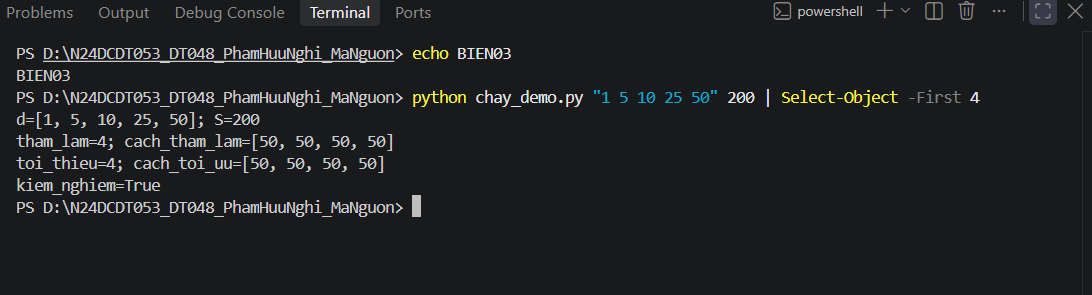 Problems Output Debug Console Terminal Ports powershell
PS D:\N24DCDT053_DT048_PhamHuuNghi_MaNguon> echo BIEN03
BIEN03
PS D:\N24DCDT053_DT048_PhamHuuNghi_MaNguon> python chay_demo.py "1 5 10 25 50" 200 | Select-Object -First 4
d=[1, 5, 10, 25, 50]; S=200
tham_lam=4; cach_tham_lam=[50, 50, 50, 50]
toi_thieu=4; cach_toi_uu=[50, 50, 50, 50]
kiem_nghiem=True
PS D:\N24DCDT053_DT048_PhamHuuNghi_MaNguon>